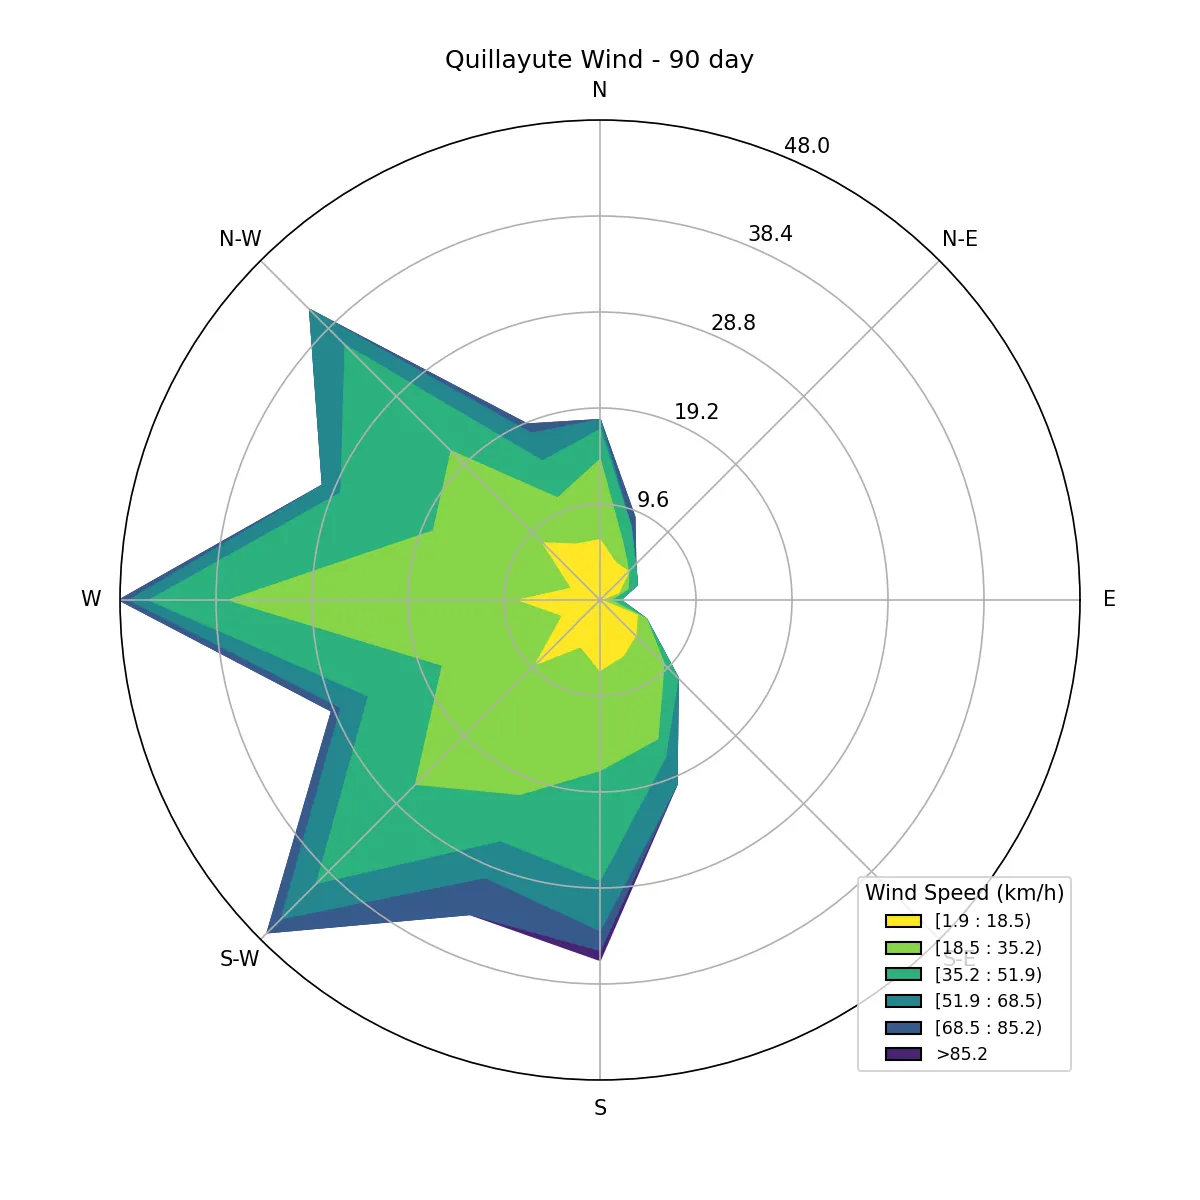 Quillayute Wind - 90 day
N
48.0
38.4
N-W
N-E
28.8
19.2
9.6
W
E
S-W
S-E
S
Wind Speed (km/h)
[1.9 : 18.5)
[18.5 : 35.2)
[35.2 : 51.9)
[51.9 : 68.5)
[68.5 : 85.2)
>85.2